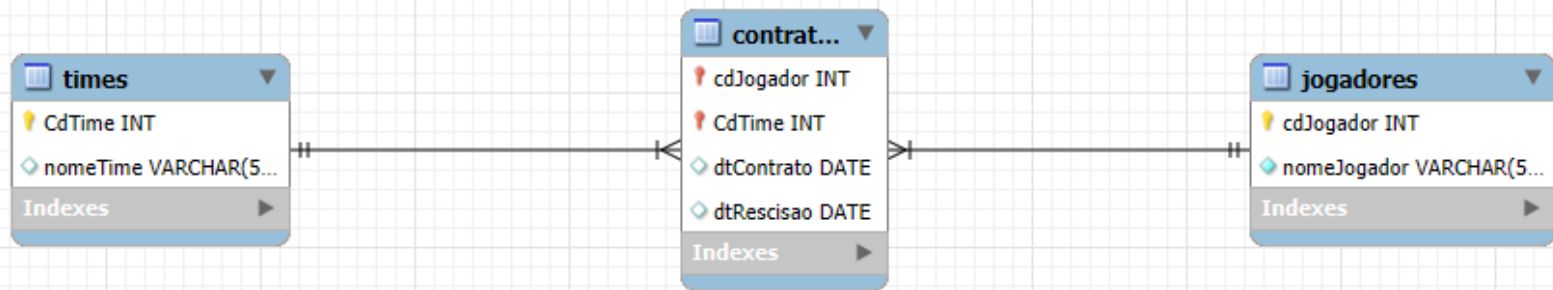 times
CdTime INT
nomeTime VARCHAR(5...
Indexes
contrat...
cdJogador INT
CdTime INT
dtContrato DATE
dtRescisao DATE
Indexes
jogadores
cdJogador INT
nomeJogador VARCHAR(5...
Indexes